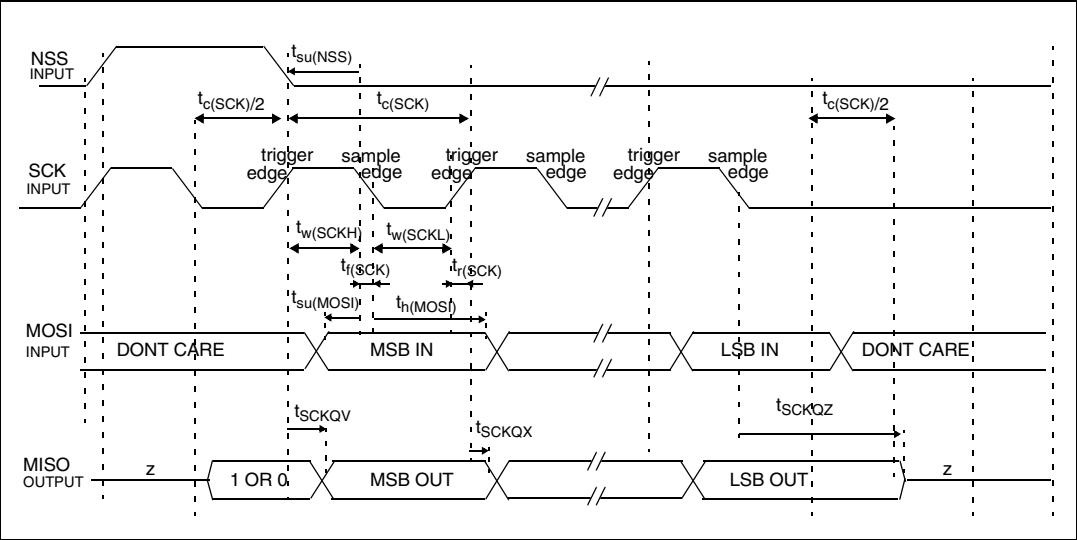 NSS
INPUT
tsu(NSS)
tc(SCK)/2
tc(SCK)
tc(SCK)/2
SCK
INPUT
trigger
edge
sample
edge
trigger
edge
sample
edge
trigger
edge
sample
edge
tw(SCKH)
tw(SCKL)
tf(SCK)
tr(SCK)
tsu(MOSI)
th(MOSI)
MOSI
INPUT
DONT CARE
MSB IN
LSB IN
DONT CARE
tSCKQV
tSCKQX
tSCKQZ
MISO
OUTPUT
z
1 OR 0
MSB OUT
LSB OUT
z